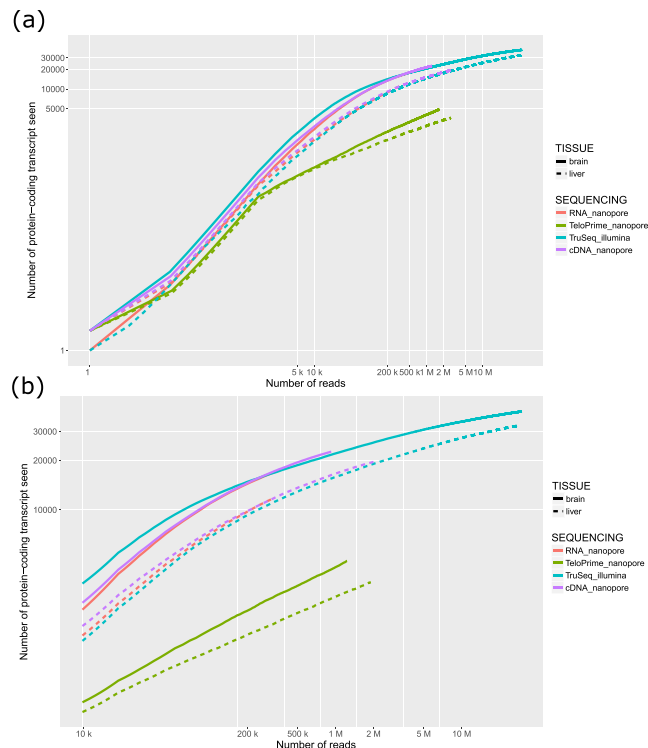 (a)
30000
20000
10000
5000
1
Number of protein−coding transcript seen
1
5 k 10 k
200 k 500 k 1 M 2 M
5 M 10 M
Number of reads
TISSUE
brain
liver
SEQUENCING
RNA_nanopore
TeloPrime_nanopore
TruSeq_illumina
cDNA_nanopore
(b)
30000
20000
10000
Number of protein−coding transcript seen
10 k
200 k
500 k
1 M
2 M
5 M
10 M
Number of reads
TISSUE
brain
liver
SEQUENCING
RNA_nanopore
TeloPrime_nanopore
TruSeq_illumina
cDNA_nanopore